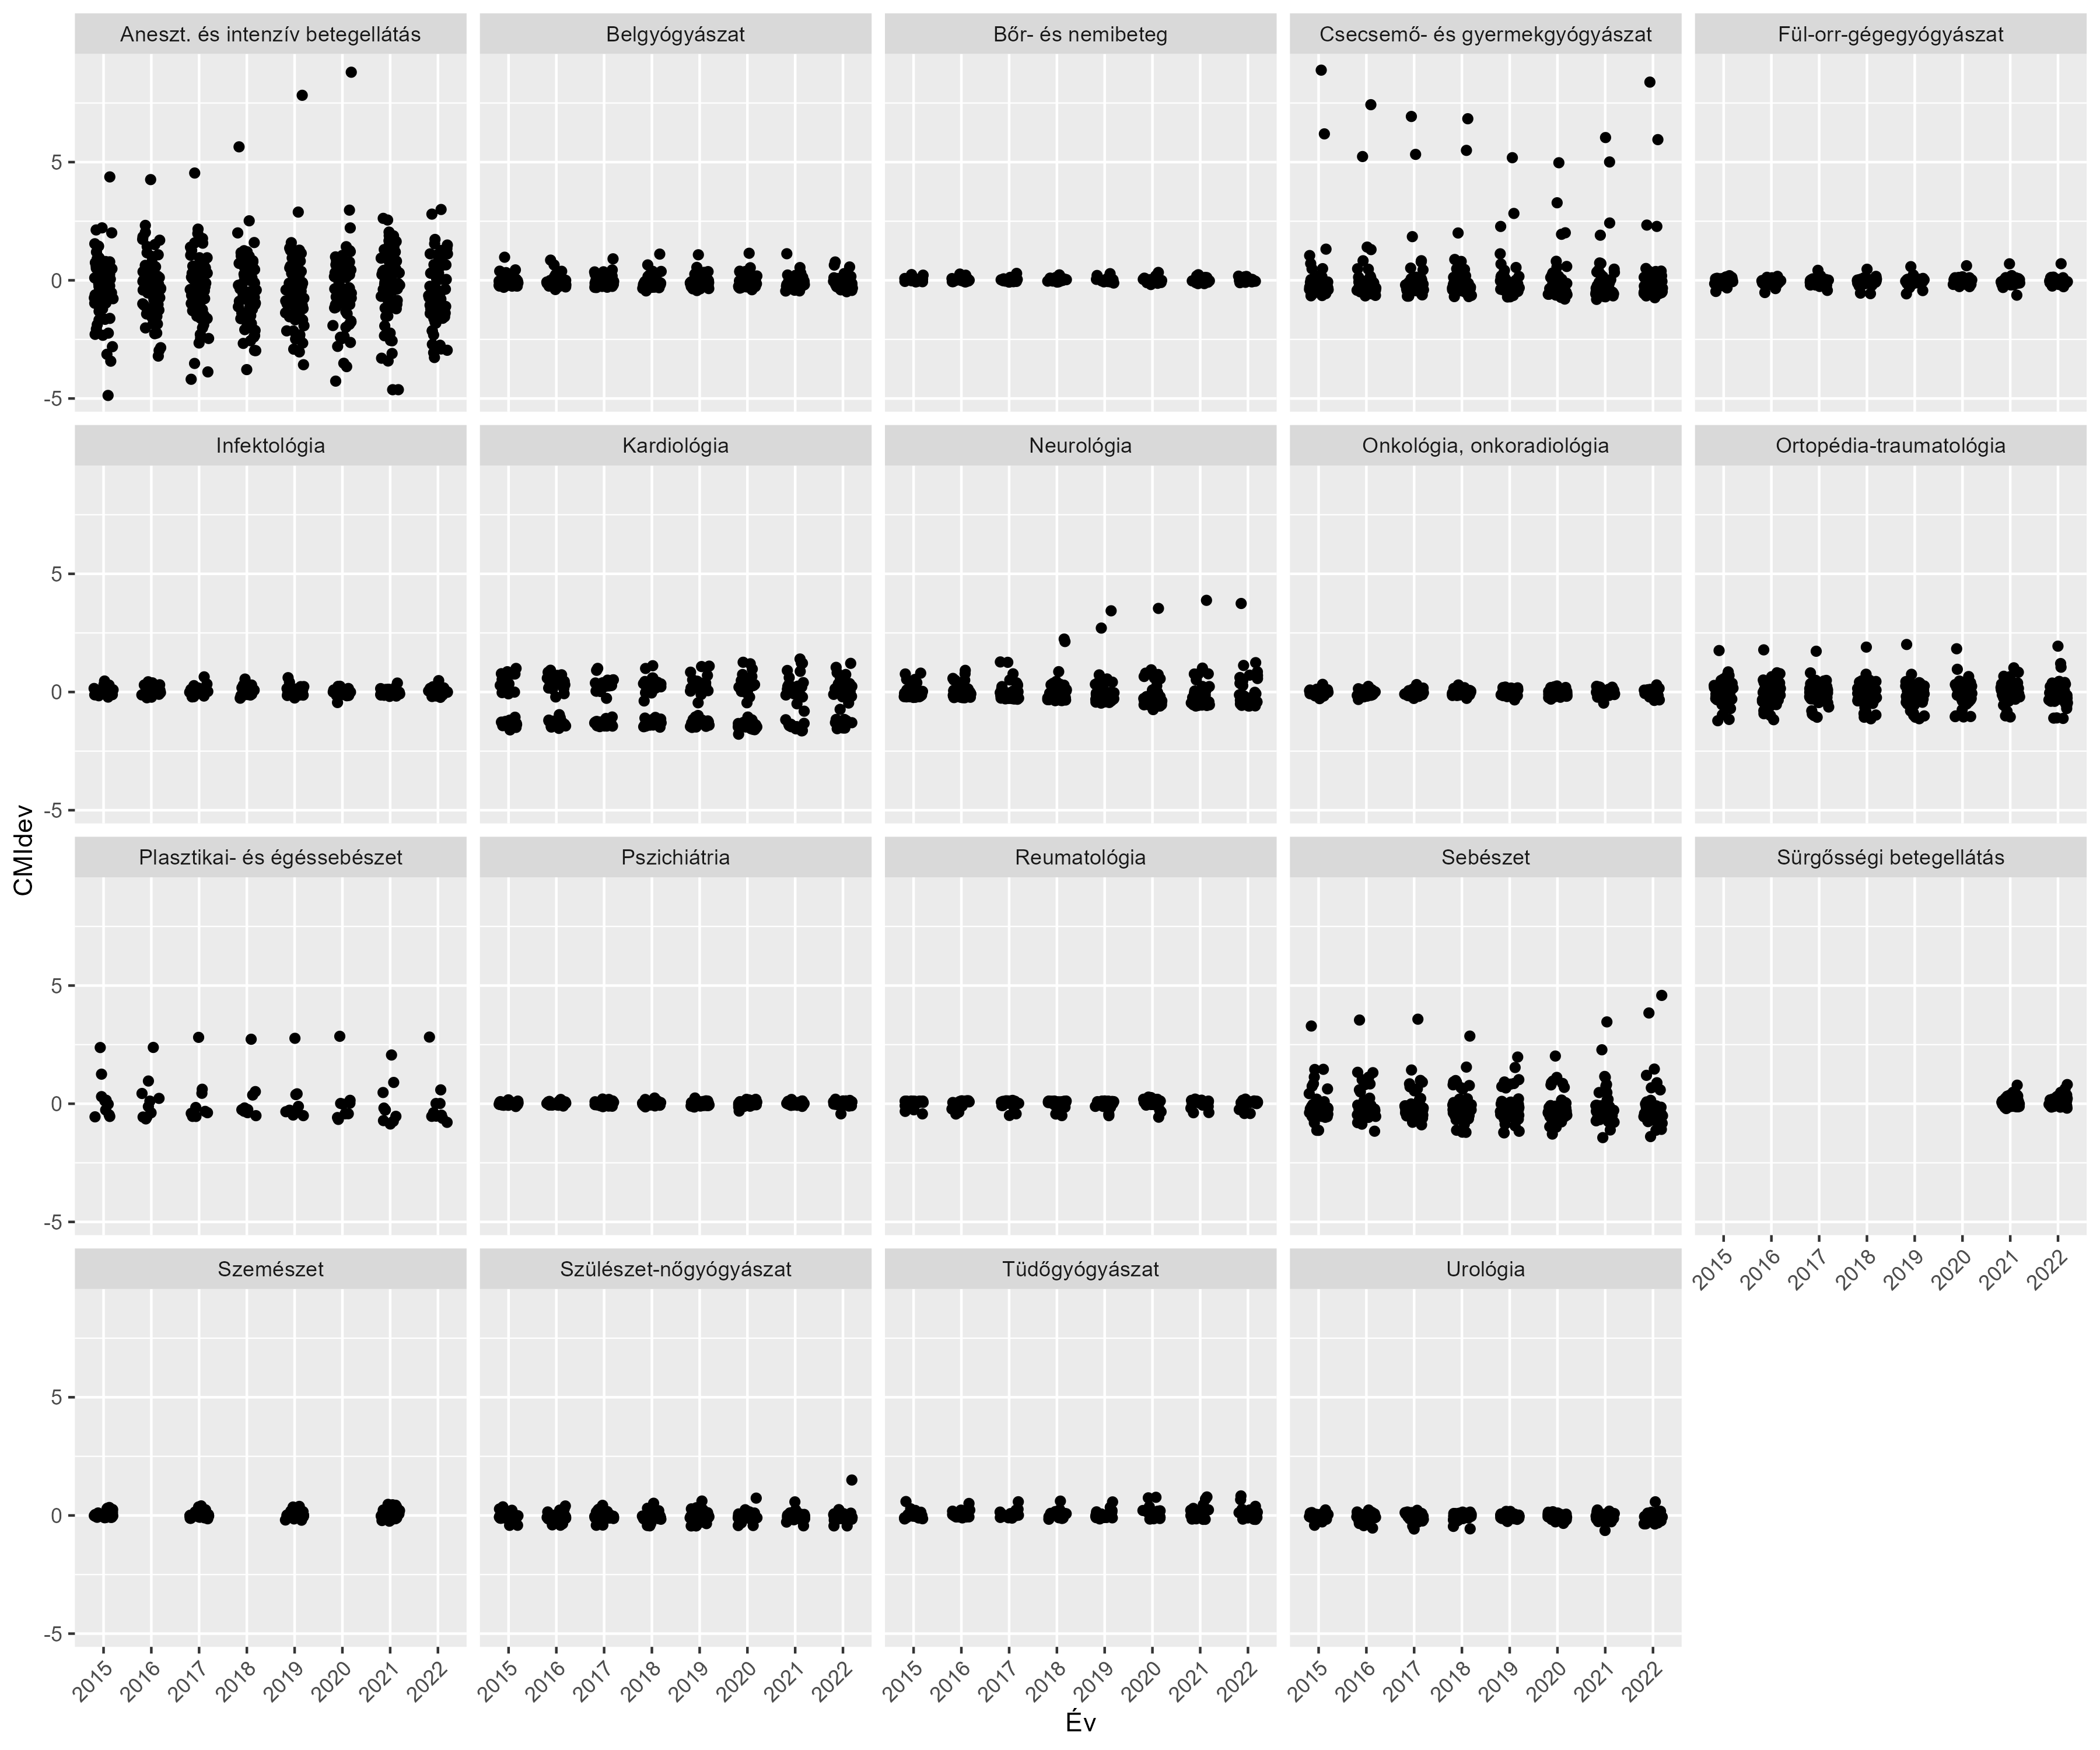 Aneszt. és intenzív betegellátás
Belgyógyászat
Bőr- és nemibeteg
Csecsemő- és gyermekgyógyászat
Fül-orr-gégegyógyászat
5
0
-5
Infektológia
Kardiológia
Neurológia
Onkológia, onkoradiológia
Ortopédia-traumatológia
5
0
-5
CMIdev
Plasztikai- és égéssebészet
Pszichiátria
Reumatológia
Sebészet
Sürgősségi betegellátás
5
0
-5
2015
2016
2017
2018
2019
2020
2021
2022
Szemészet
Szülészet-nőgyógyászat
Tüdőgyógyászat
Urológia
5
0
-5
2015
2016
2017
2018
2019
2020
2021
2022
2015
2016
2017
2018
2019
2020
2021
2022
2015
2016
2017
2018
2019
2020
2021
2022
2015
2016
2017
2018
2019
2020
2021
2022
Év